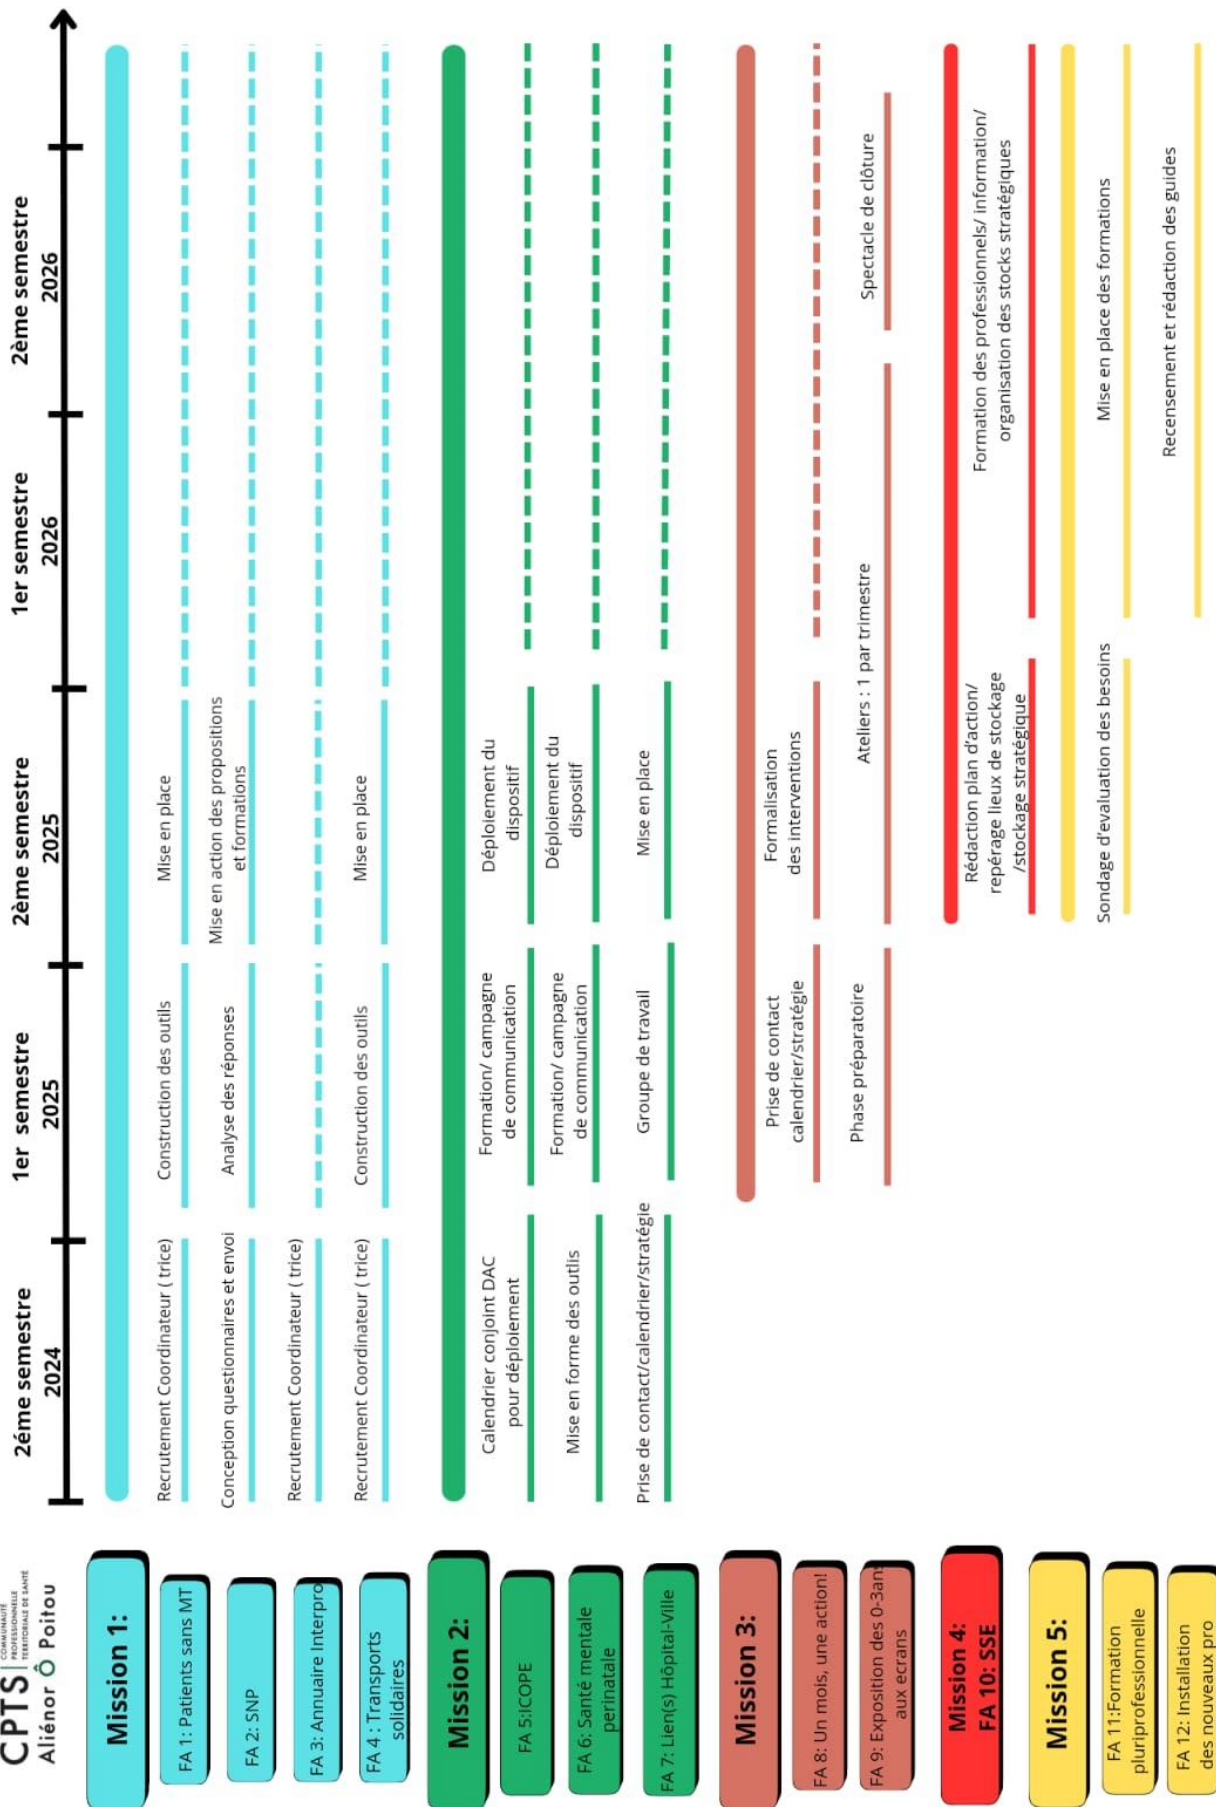 CPTS
COMMUNAUTÉ
PROFESSIONNELLE
TERRITORIALE DE SANTÉ
Aliénor Ô Poitou
2éme semestre
2024
1er semestre
2025
2ème semestre
2025
1er semestre
2026
2ème semestre
2026
Mission 1:
FA 1: Patients sans MT
Recrutement Coordinateur ( trice)
Construction des outils
Mise en place
FA 2: SNP
Conception questionnaires et envoi
Analyse des réponses
Mise en action des propositions
et formations
FA 3: Annuaire Interpro
Recrutement Coordinateur ( trice)
FA 4 : Transports
solidaires
Recrutement Coordinateur ( trice)
Construction des outils
Mise en place
Mission 2:
FA 5:ICOPE
Calendrier conjoint DAC
pour déploiement
Formation/ campagne
de communication
Déploiement du
dispositif
FA 6: Santé mentale
perinatale
Mise en forme des outlis
Formation/ campagne
de communication
Déploiement du
dispositif
FA 7: Lien(s) Hôpital-Ville
Prise de contact/calendrier/stratégie
Groupe de travail
Mise en place
Mission 3:
FA 8: Un mois, une action!
Prise de contact
calendrier/stratégie
Formalisation
des interventions
FA 9: Exposition des 0-3ans
aux ecrans
Phase préparatoire
Ateliers : 1 par trimestre
Spectacle de clôture
Mission 4:
FA 10: SSE
Rédaction plan d'action/
repérage lieux de stockage
/stockage stratégique
Formation des professionnels/ information/
organisation des stocks stratégiques
Mission 5:
FA 11:Formation
pluriprofessionnelle
Sondage d'evaluation des besoins
Mise en place des formations
FA 12: Installation
des nouveaux pro
Recensement et rédaction des guides